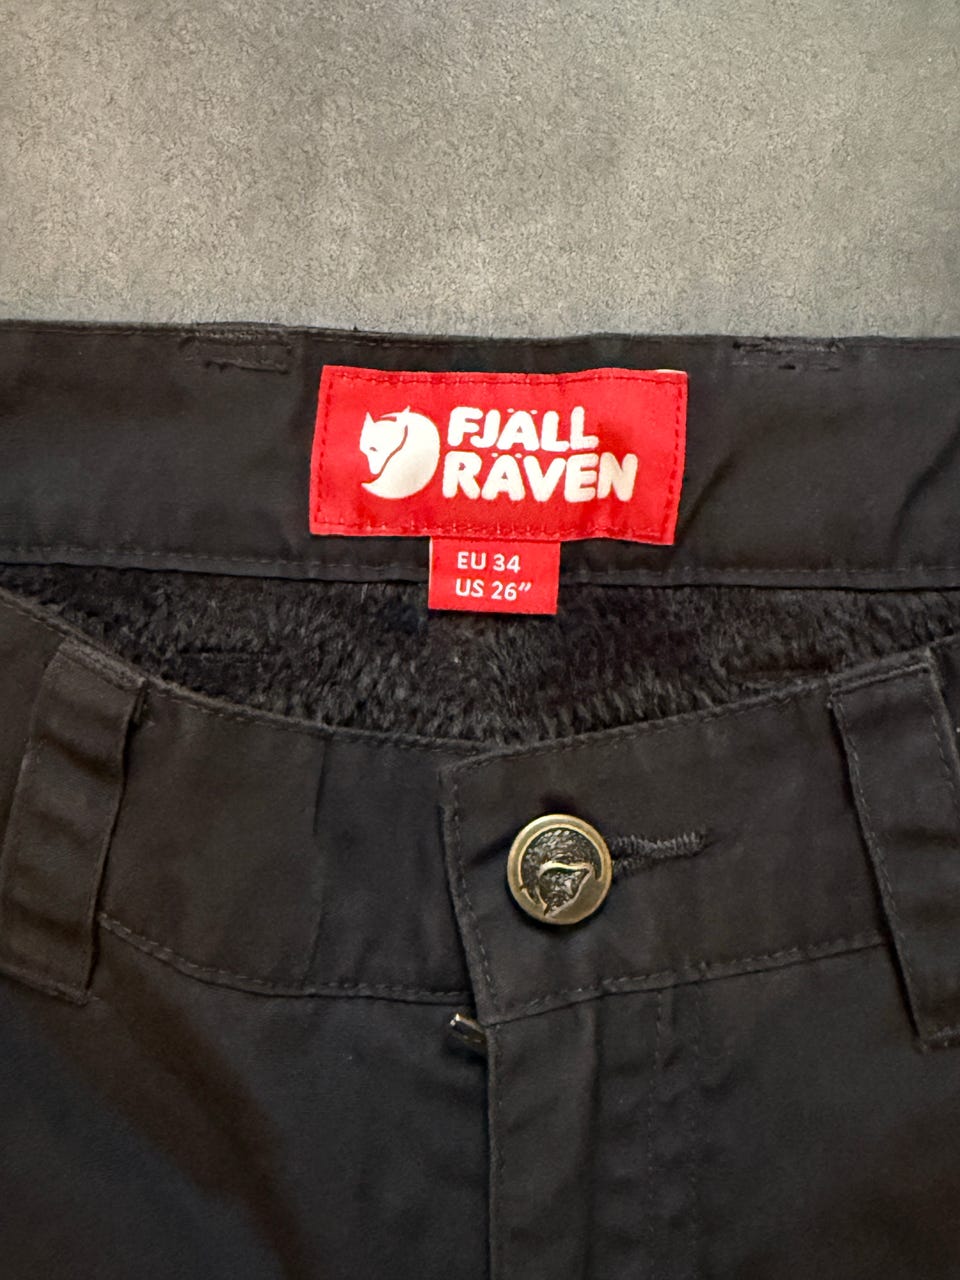 FJÄLL
RÄVEN
EU 34
US 26"